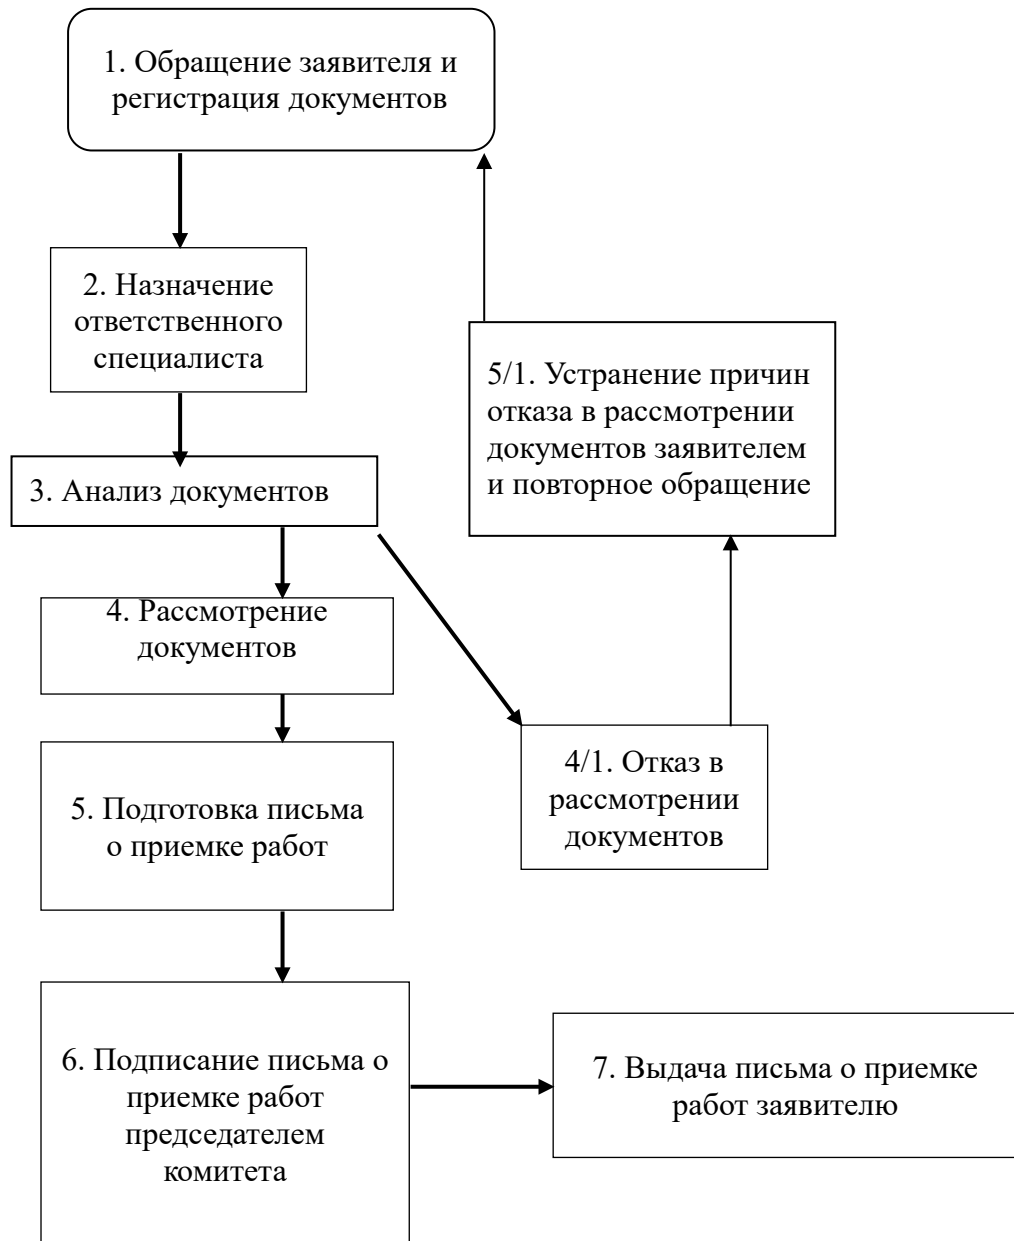 1. Обращение заявителя и
регистрация документов
2. Назначение
ответственного
специалиста
5/1. Устранение причин
отказа в рассмотрении
документов заявителем
и повторное обращение
3. Анализ документов
4. Рассмотрение
документов
4/1. Отказ в
рассмотрении
документов
5. Подготовка письма
о приемке работ
6. Подписание письма о
приемке работ
председателем
комитета
7. Выдача письма о приемке
работ заявителю